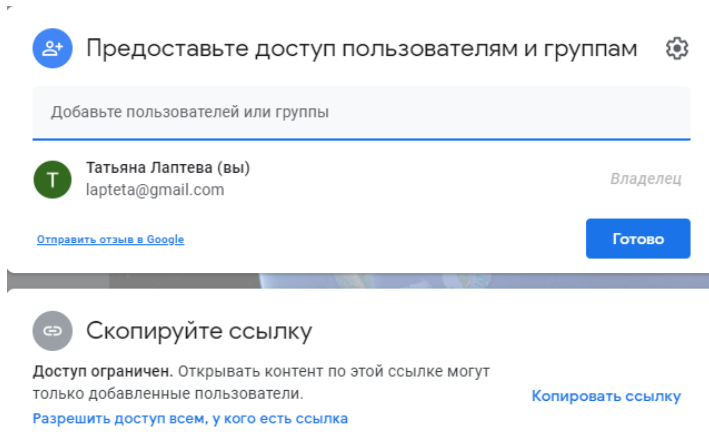 Предоставьте доступ пользователям и группам
Добавьте пользователей или группы
Т
Татьяна Лаптева (вы)
lapteta@gmail.com
Владелец
Отправить отзыв в Google
Готово
Скопируйте ссылку
Доступ ограничен. Открывать контент по этой ссылке могут
только добавленные пользователи.
Копировать ссылку
Разрешить доступ всем, у кого есть ссылка